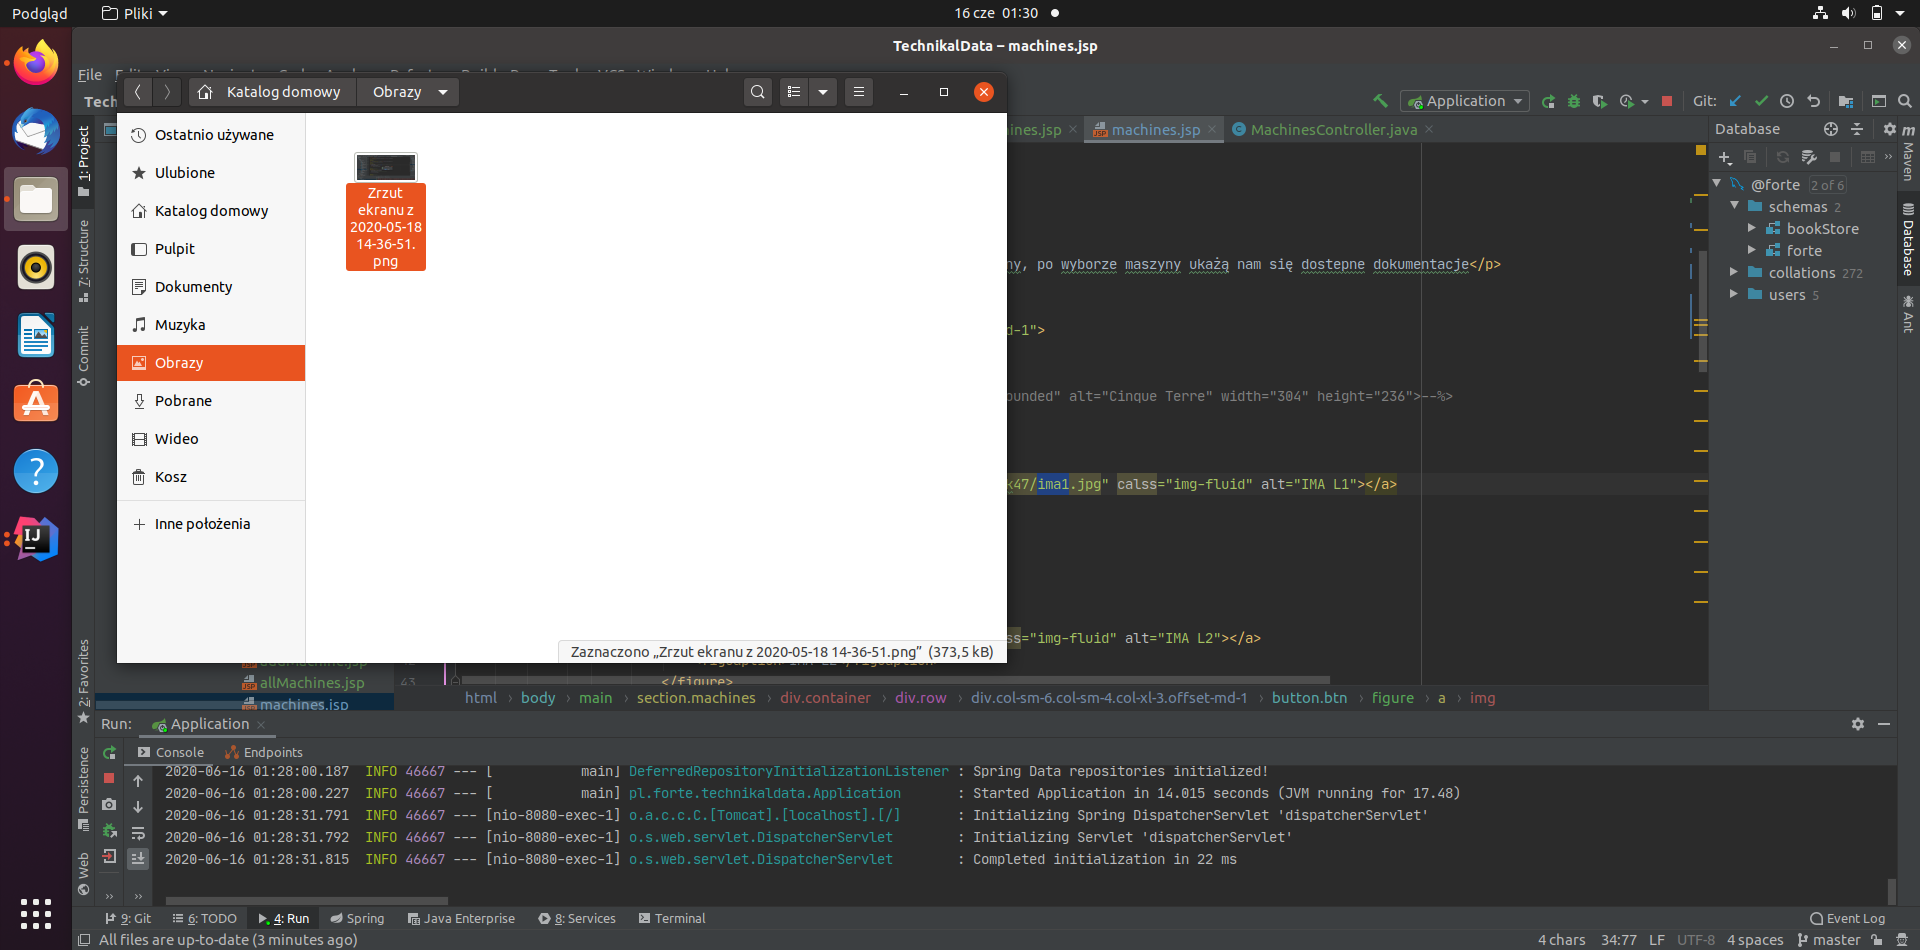 Podgląd
Pliki
16 cze 01:30
TechnikalData – machines.jsp
File
Katalog domowy
Obrazy
Application
Git:
Tech
ines.jsp
machines.jsp
MachinesController.java
Database
Ostatnio używane
Ulubione
Katalog domowy
Pulpit
Dokumenty
Muzyka
Obrazy
Pobrane
Wideo
Kosz
Inne położenia
Zrzut
ekranu z
2020-05-18
14-36-51.
png
Zaznaczono „Zrzut ekranu z 2020-05-18 14-36-51.png” (373,5 kB)
1: Project
7: Structure
Commit
2: Favorites
Persistence
Web
ny, po wyborze maszyny ukażą nam się dostepne dokumentacje</p>
d-1">
ounded" alt="Cinque Terre" width="304" height="236">--%>
k47/ima1.jpg" calss="img-fluid" alt="IMA L1"></a>
ss="img-fluid" alt="IMA L2"></a>
</figure>
@forte 2 of 6
schemas 2
bookStore
forte
collations 272
users 5
Maven
Database
Ant
addMachine.jsp
allMachines.jsp
machines.jsp
43
html › body › main › section.machines › div.container › div.row › div.col-sm-6.col-sm-4.col-xl-3.offset-md-1 › button.btn › figure › a › img
Run:
Application
Console
Endpoints
2020-06-16 01:28:00.187 INFO 46667 --- [ main] DeferredRepositoryInitializationListener : Spring Data repositories initialized!
2020-06-16 01:28:00.227 INFO 46667 --- [ main] pl.forte.technikaldata.Application : Started Application in 14.015 seconds (JVM running for 17.48)
2020-06-16 01:28:31.791 INFO 46667 --- [nio-8080-exec-1] o.a.c.c.C.[Tomcat].[localhost].[/] : Initializing Spring DispatcherServlet 'dispatcherServlet'
2020-06-16 01:28:31.792 INFO 46667 --- [nio-8080-exec-1] o.s.web.servlet.DispatcherServlet : Initializing Servlet 'dispatcherServlet'
2020-06-16 01:28:31.815 INFO 46667 --- [nio-8080-exec-1] o.s.web.servlet.DispatcherServlet : Completed initialization in 22 ms
9: Git
6: TODO
4: Run
Spring
Java Enterprise
8: Services
Terminal
Event Log
All files are up-to-date (3 minutes ago)
4 chars
34:77
LF
UTF-8
4 spaces
master